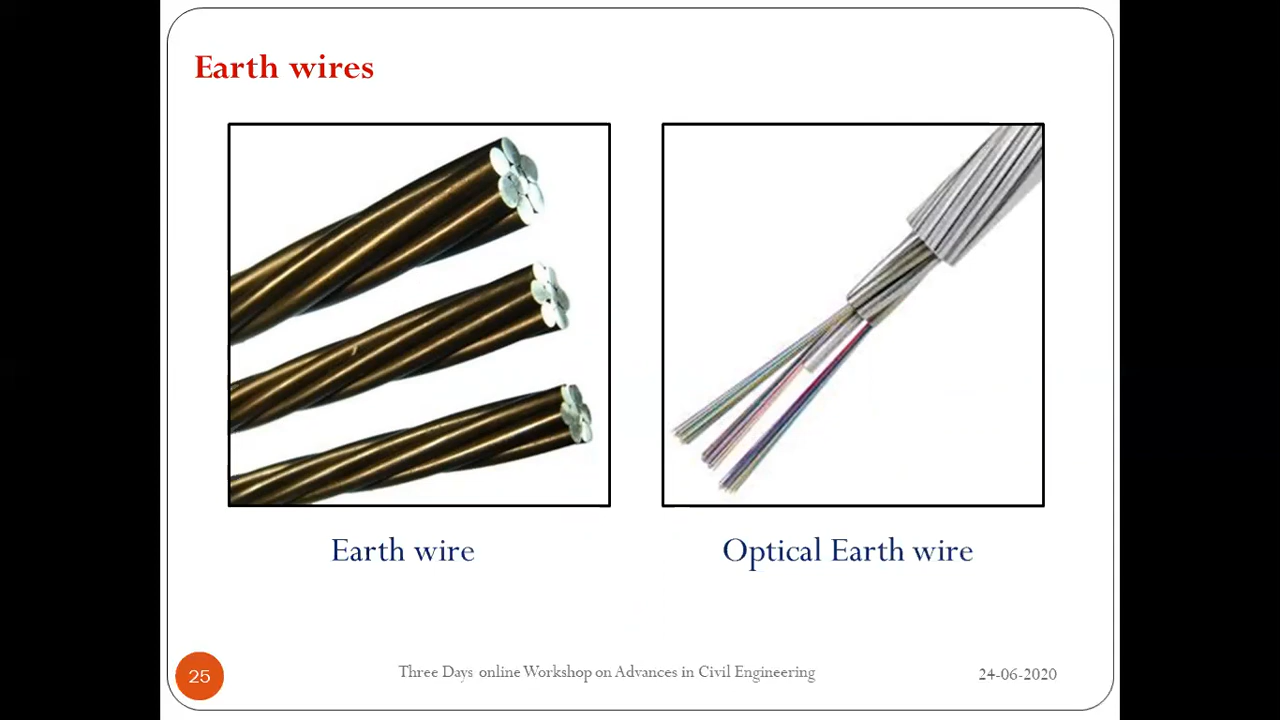 Earth wires
Earth wire
Optical Earth wire
25
Three Days online Workshop on Advances in Civil Engineering
24-06-2020